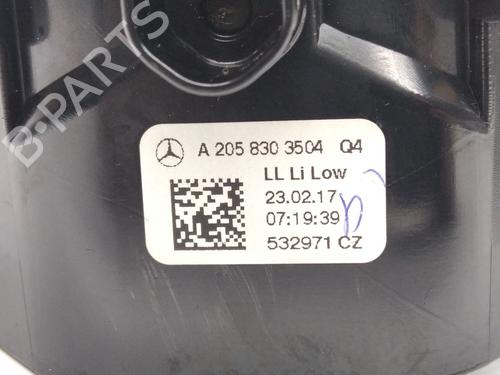 B-PARTS
A 205 830 3504 Q4
LL Li Low
23.02.17
07:19:39
532971 CZ